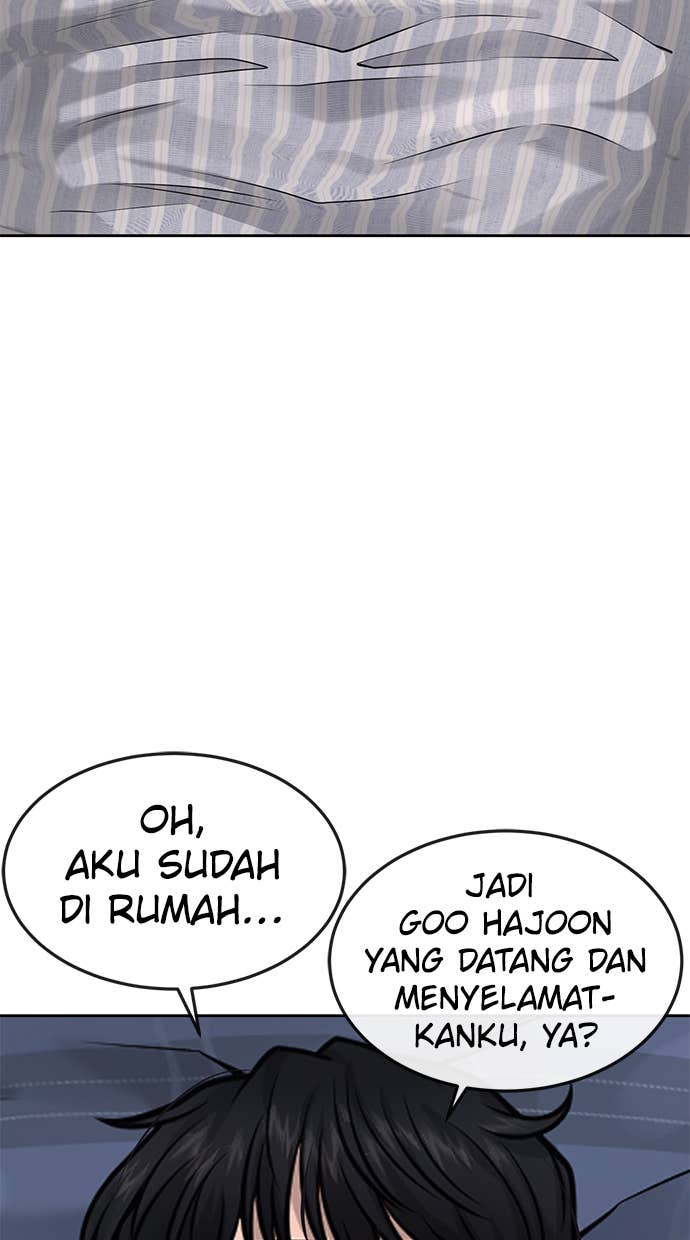 OH,
AKU SUDAH
DI RUMAH...
JADI
GOO HAJOON
YANG DATANG DAN
MENYELAMAT-
KANKU, YA?